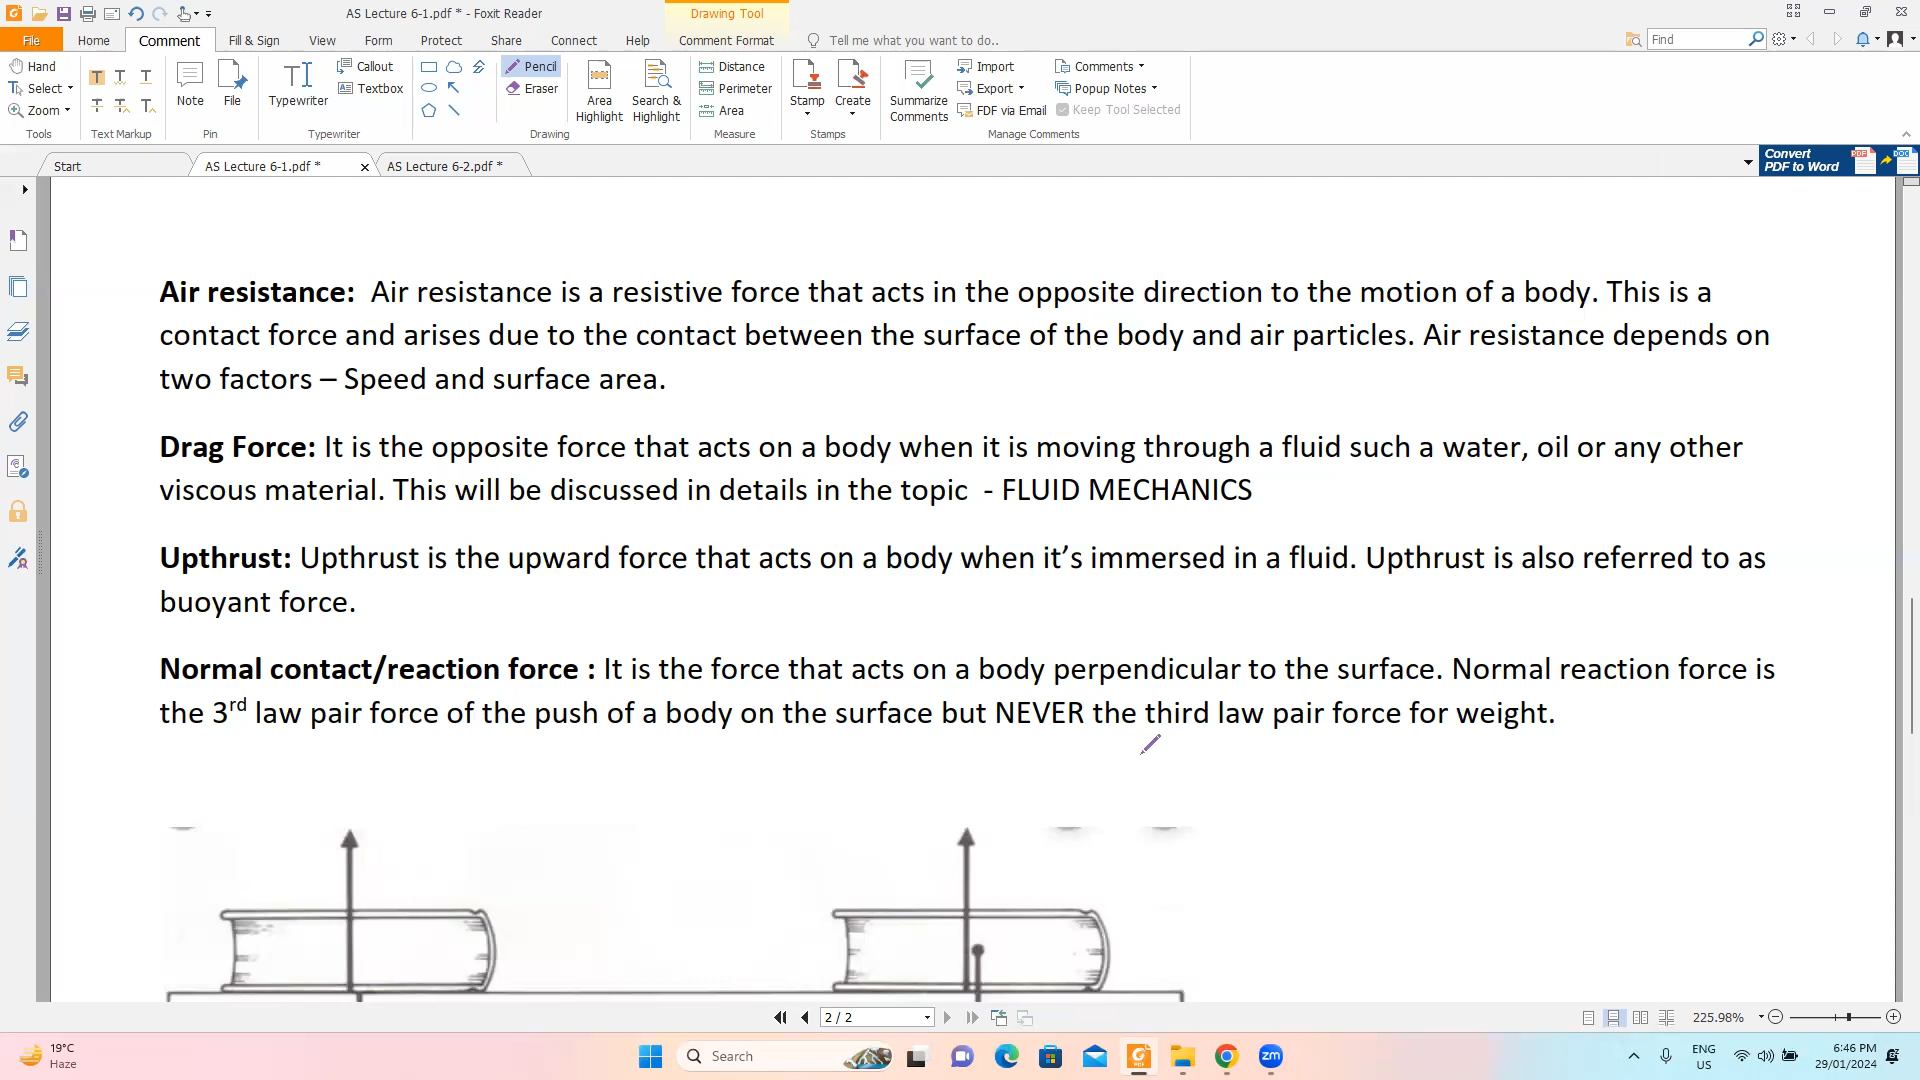 AS Lecture 6-1.pdf * - Foxit Reader
Drawing Tool
File Home Comment Fill & Sign View Form Protect Share Connect Help Comment Format Tell me what you want to do.. Find
Hand
Select
Zoom
Tools
Text Markup
Note
File
Pin
Typewriter
Callout
Textbox
Typewriter
Pencil
Eraser
Drawing
Area
Highlight
Search &
Highlight
Distance
Perimeter
Area
Measure
Stamp
Create
Stamps
Summarize
Comments
Import
Export
FDF via Email
Comments
Popup Notes
Keep Tool Selected
Manage Comments
Start
AS Lecture 6-1.pdf *
AS Lecture 6-2.pdf *
Convert
PDF to Word
PDF
DOC
Air resistance: Air resistance is a resistive force that acts in the opposite direction to the motion of a body. This is a
contact force and arises due to the contact between the surface of the body and air particles. Air resistance depends on
two factors – Speed and surface area.
Drag Force: It is the opposite force that acts on a body when it is moving through a fluid such a water, oil or any other
viscous material. This will be discussed in details in the topic - FLUID MECHANICS
Upthrust: Upthrust is the upward force that acts on a body when it’s immersed in a fluid. Upthrust is also referred to as
buoyant force.
Normal contact/reaction force : It is the force that acts on a body perpendicular to the surface. Normal reaction force is
the 3rd law pair force of the push of a body on the surface but NEVER the third law pair force for weight.
2 / 2
225.98%
19°C
Haze
Search
zm
ENG
US
6:46 PM
29/01/2024